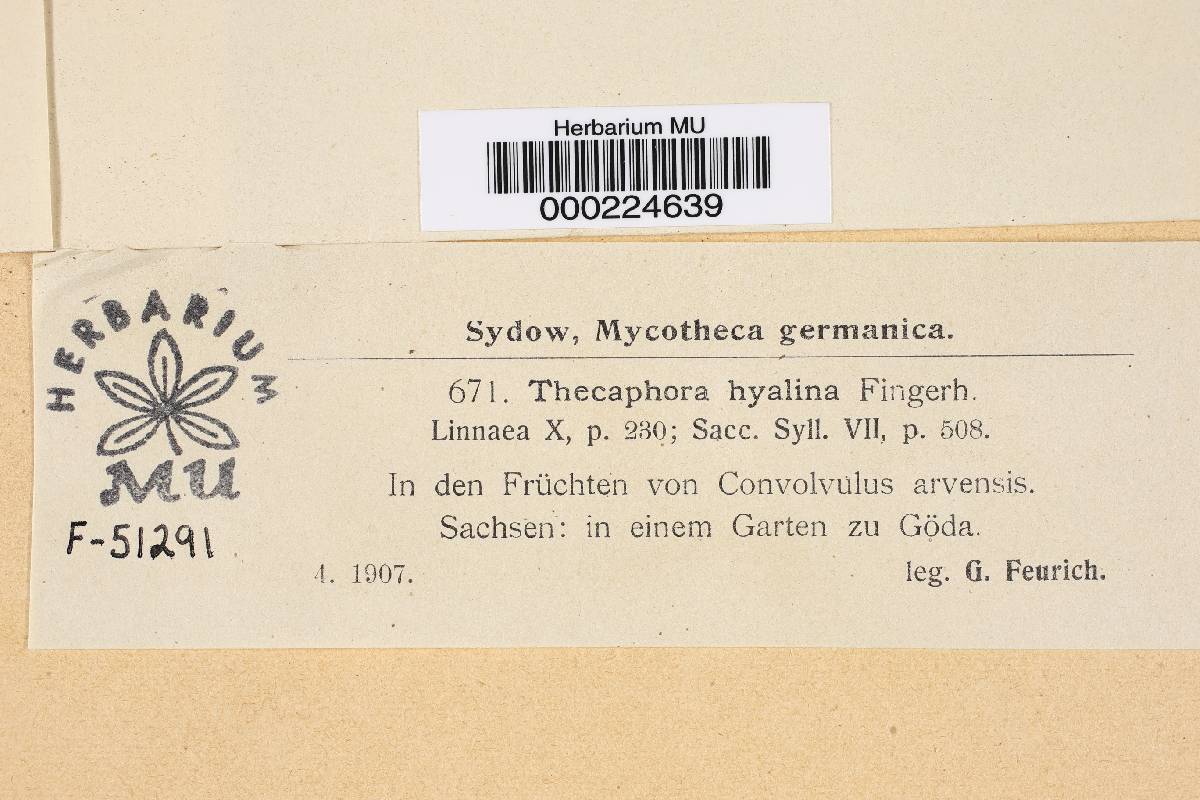 Herbarium MU
000224639
HERBARIUM
MU
F-51291
Sydow, Mycotheca germanica.
671. Thecaphora hyalina Fingerh.
Linnaea X, p. 230; Sacc. Syll. VII, p. 508.
In den Früchten von Convolvulus arvensis.
Sachsen: in einem Garten zu Göda.
4. 1907. leg. G. Feurich.